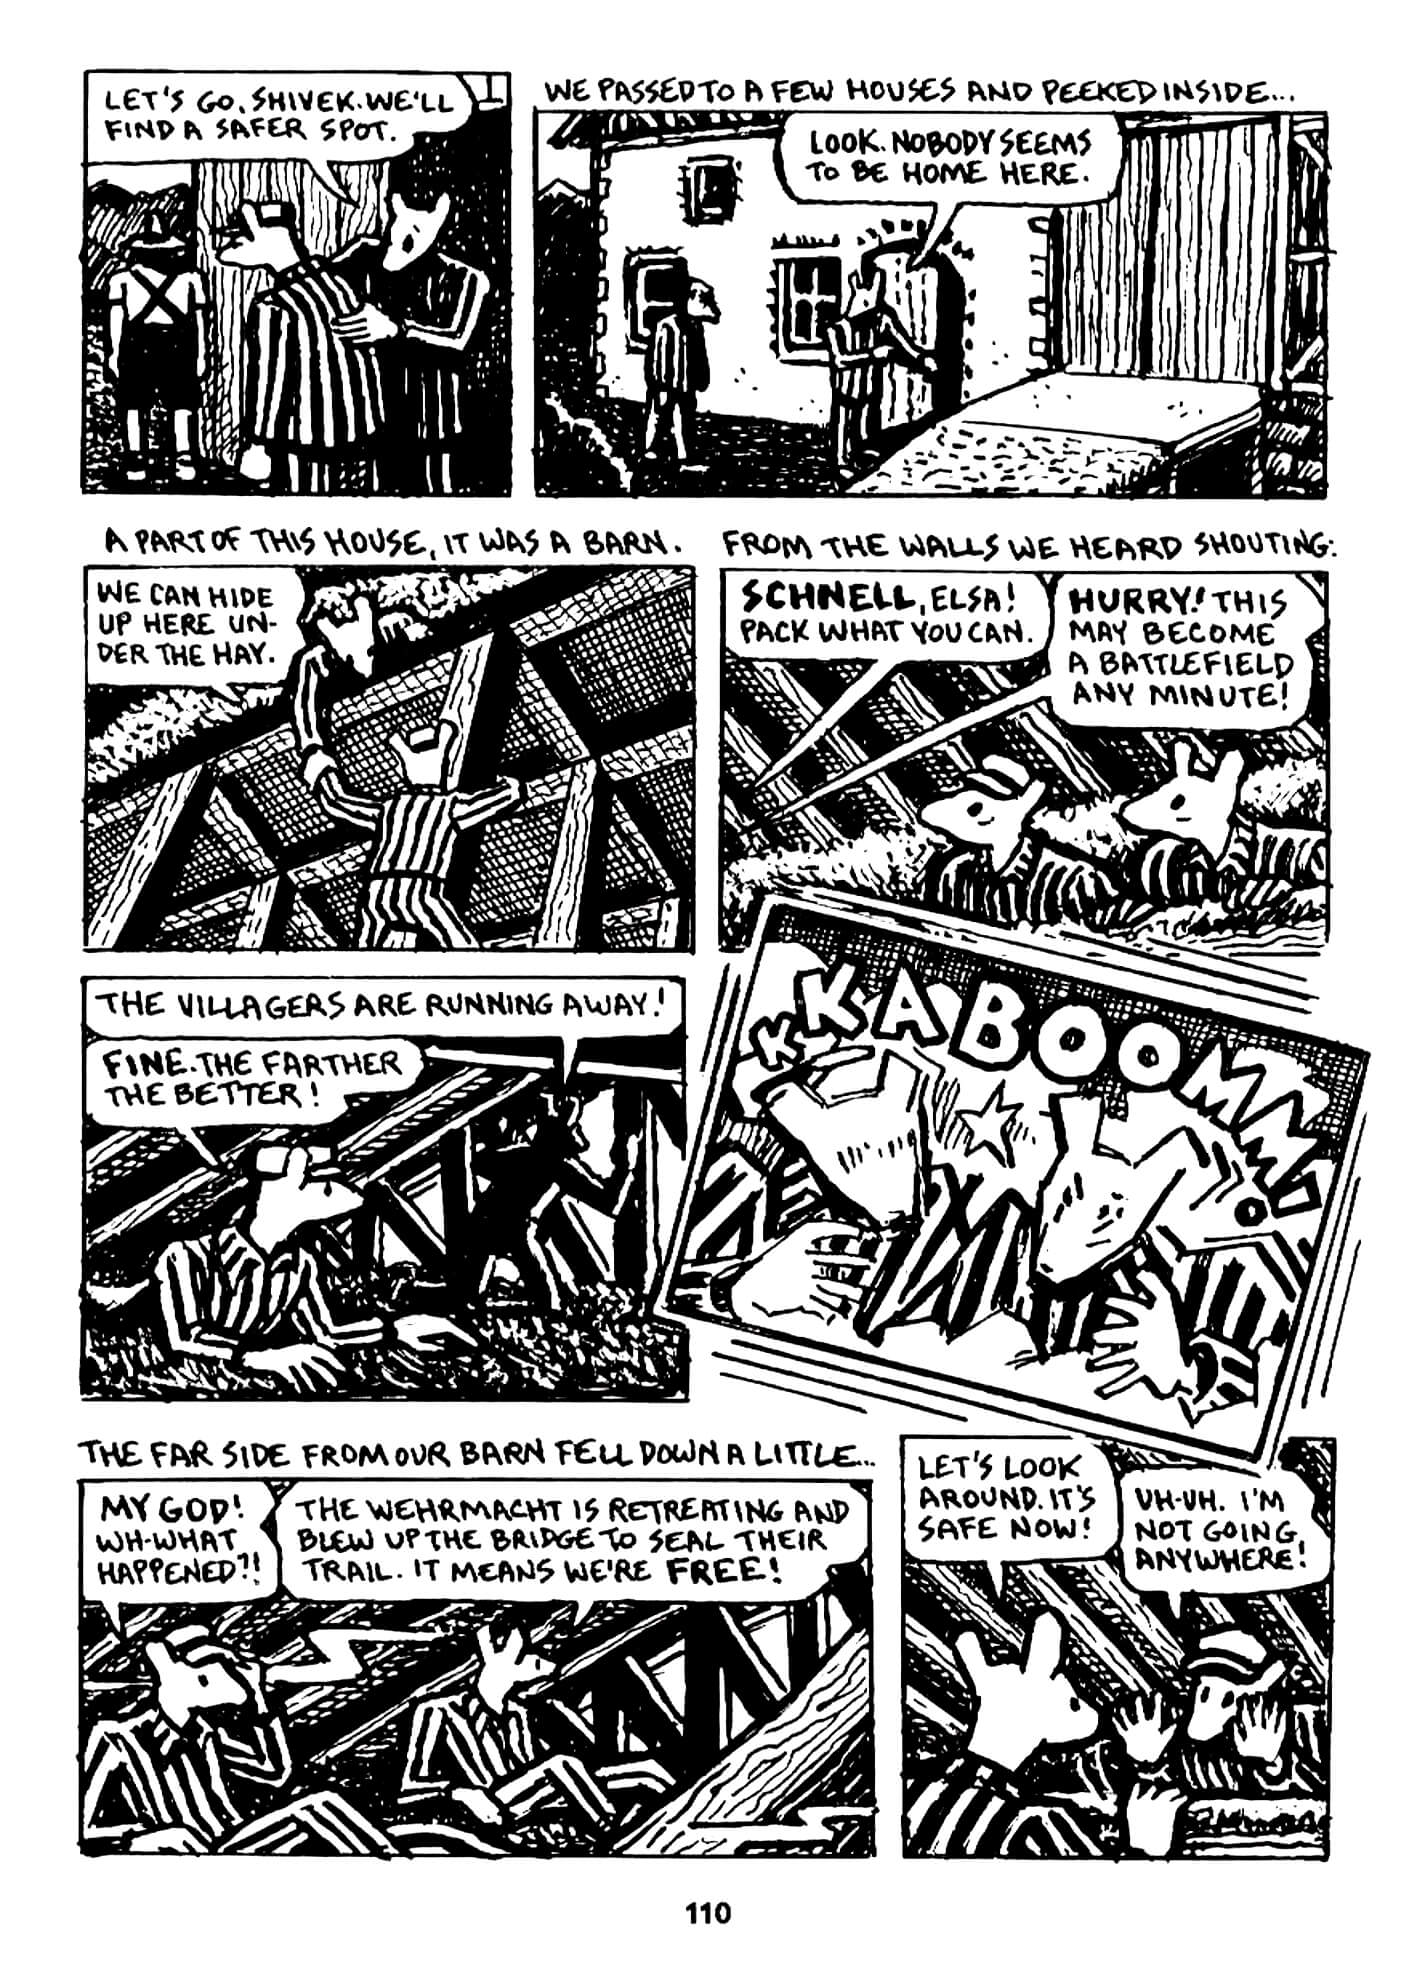 LET'S GO, SHIVEK. WE'LL
FIND A SAFER SPOT.
WE PASSED TO A FEW HOUSES AND PEEKED INSIDE...
LOOK. NOBODY SEEMS
TO BE HOME HERE.
A PART OF THIS HOUSE, IT WAS A BARN.
WE CAN HIDE
UP HERE UN-
DER THE HAY.
FROM THE WALLS WE HEARD SHOUTING:
SCHNELL, ELSA!
PACK WHAT YOU CAN.
HURRY! THIS
MAY BECOME
A BATTLEFIELD
ANY MINUTE!
THE VILLAGERS ARE RUNNING AWAY!
FINE. THE FARTHER
THE BETTER!
KKKABOOMMMM!
THE FAR SIDE FROM OUR BARN FELL DOWN A LITTLE...
MY GOD!
WH-WHAT
HAPPENED?!
THE WEHRMACHT IS RETREATING AND
BLEW UP THE BRIDGE TO SEAL THEIR
TRAIL. IT MEANS WE'RE FREE!
LET'S LOOK
AROUND. IT'S
SAFE NOW!
UH-UH. I'M
NOT GOING
ANYWHERE!
110